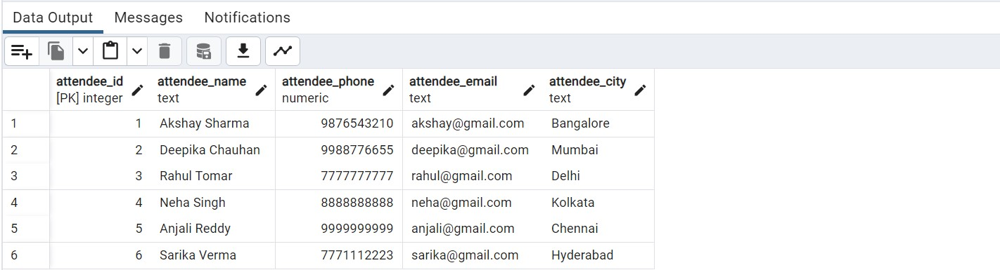 Data Output Messages Notifications
attendee_id attendee_name attendee_phone attendee_email attendee_city
[PK] integer text numeric text text
1 1 Akshay Sharma 9876543210 akshay@gmail.com Bangalore
2 2 Deepika Chauhan 9988776655 deepika@gmail.com Mumbai
3 3 Rahul Tomar 7777777777 rahul@gmail.com Delhi
4 4 Neha Singh 8888888888 neha@gmail.com Kolkata
5 5 Anjali Reddy 9999999999 anjali@gmail.com Chennai
6 6 Sarika Verma 7771112223 sarika@gmail.com Hyderabad